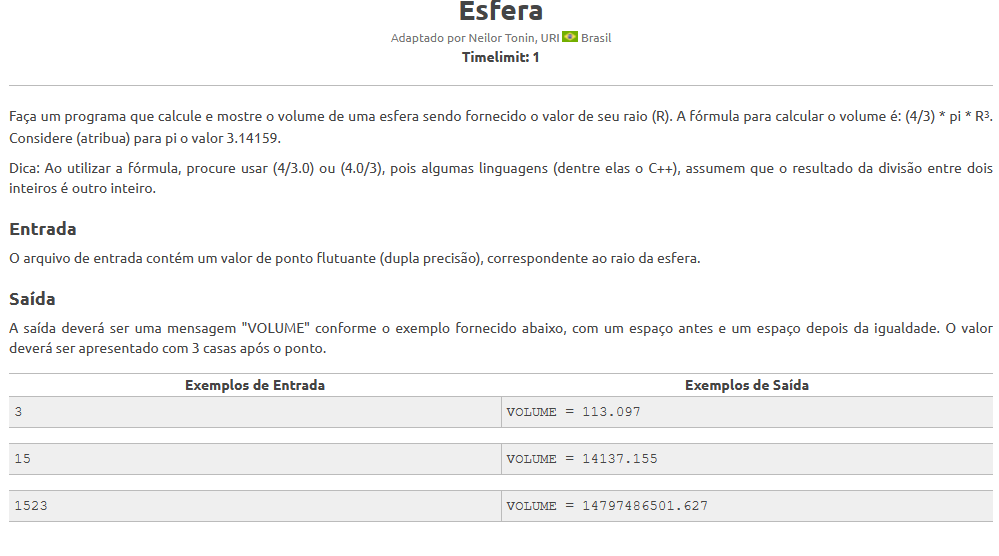 Esfera
Adaptado por Neilor Tonin, URI Brasil
Timelimit: 1
Faça um programa que calcule e mostre o volume de uma esfera sendo fornecido o valor de seu raio (R). A fórmula para calcular o volume é: (4/3) * pi * R³.
Considere (atribua) para pi o valor 3.14159.
Dica: Ao utilizar a fórmula, procure usar (4/3.0) ou (4.0/3), pois algumas linguagens (dentre elas o C++), assumem que o resultado da divisão entre dois
inteiros é outro inteiro.
Entrada
O arquivo de entrada contém um valor de ponto flutuante (dupla precisão), correspondente ao raio da esfera.
Saída
A saída deverá ser uma mensagem "VOLUME" conforme o exemplo fornecido abaixo, com um espaço antes e um espaço depois da igualdade. O valor
deverá ser apresentado com 3 casas após o ponto.
Exemplos de Entrada Exemplos de Saída
3 VOLUME = 113.097
15 VOLUME = 14137.155
1523 VOLUME = 14797486501.627